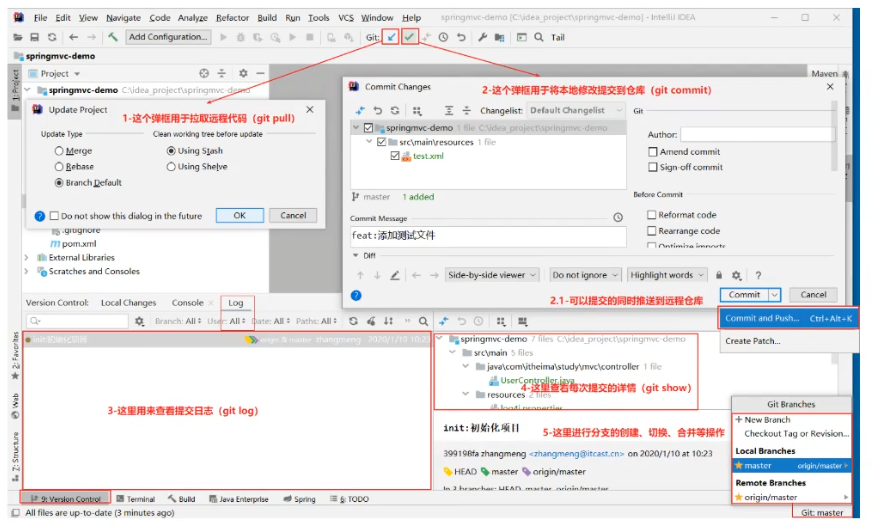 File Edit View Navigate Code Analyze Refactor Build Run Tools VCS Window Help springmvc-demo [C:\idea_project\springmvc-demo] - IntelliJ IDEA
Add Configuration... Git: Tail
springmvc-demo
1: Project
Project
Maven
springmvc-demo C:\idea_project\springmvc-demo
Update Project
1-这个弹框用于拉取远程代码（git pull）
Update Type
Clean working tree before update
Merge
Using Stash
Rebase
Using Shelve
Branch Default
Do not show this dialog in the future
OK
Cancel
.gitignore
pom.xml
External Libraries
Scratches and Consoles
Commit Changes
2-这个弹框用于将本地修改提交到仓库（git commit）
Changelist: Default Changelist
Git
springmvc-demo 1 file C:\idea_project\springmvc-demo
src\main\resources 1 file
test.xml
Author:
Amend commit
Sign-off commit
master 1 added
Before Commit
Commit Message
Reformat code
Rearrange code
Optimize imports
feat:添加测试文件
Diff
Side-by-side viewer
Do not ignore
Highlight words
?
2.1-可以提交的同时推送到远程仓库
Commit
Cancel
Commit and Push... Ctrl+Alt+K
Create Patch...
Version Control: Local Changes Console Log
Branch: All User: All Date: All Paths: All
init:初始化项目 origin & master zhangmeng 2020/1/10 10:23
3-这里用来查看提交日志（git log）
springmvc-demo 7 files C:\idea_project\springmvc-demo
src\main 5 files
java\com\itheima\study\mvc\controller 1 file
UserController.java
4-这里查看每次提交的详情（git show）
resources 2 files
log4j.properties
init:初始化项目
5-这里进行分支的创建、切换、合并等操作
399198fa zhangmeng <zhangmeng@itcast.cn> on 2020/1/10 at 10:23
HEAD master origin/master
In 3 branches: HEAD, master, origin/master
Git Branches
New Branch
Checkout Tag or Revision...
Local Branches
master origin/master
Remote Branches
origin/master
2: Favorites
Web
Z: Structure
9: Version Control Terminal Build Java Enterprise Spring 6: TODO
All files are up-to-date (3 minutes ago)
Git: master